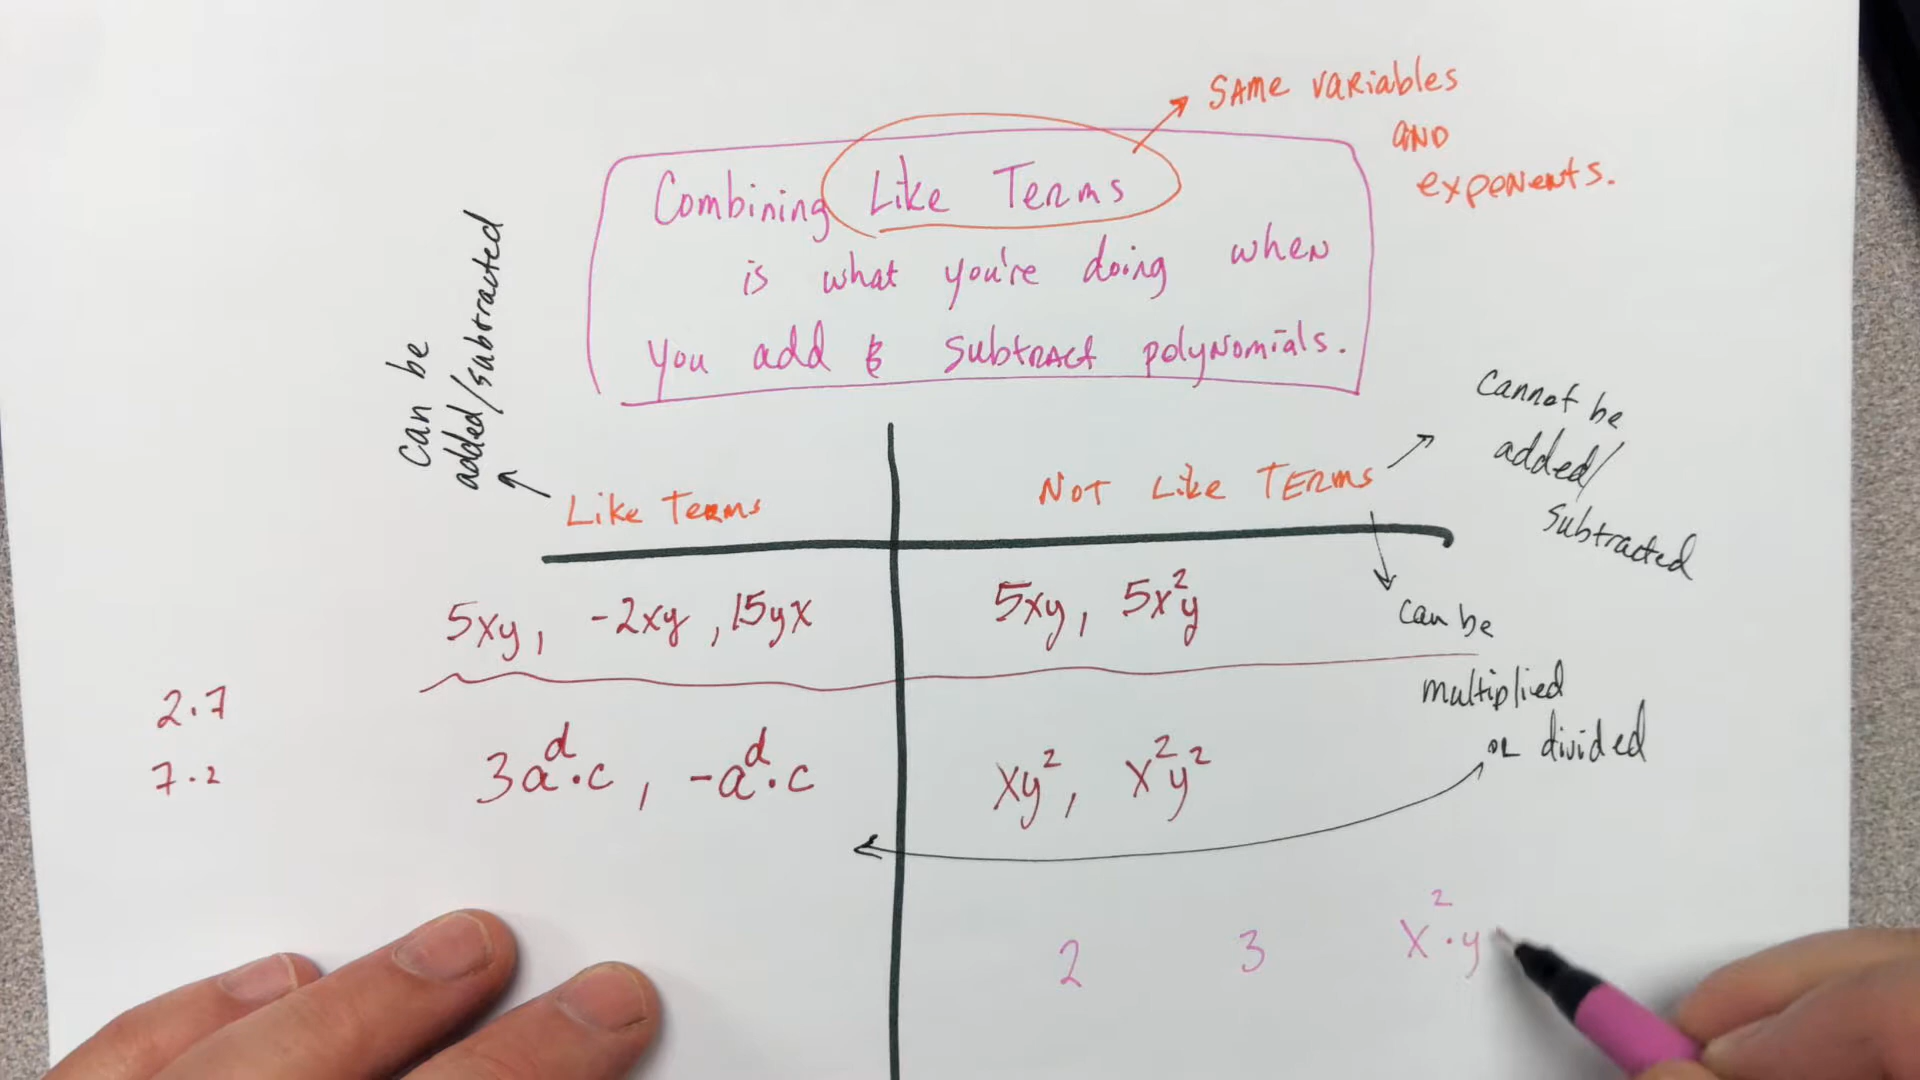 SAME VARiables
AND
exponents.
Combining Like Terms
is what you're doing when
you add & Subtract polynomials.
can be
added/subtracted
cannot be
added/
subtracted
Like Terms
NOT Like TERMS
5xy, -2xy, 15yx
5xy, 5x²y
can be
multiplied
or divided
2.7
7.2
3aᵈ·c, -aᵈ·c
xy², x²y²
2 3 x²·y